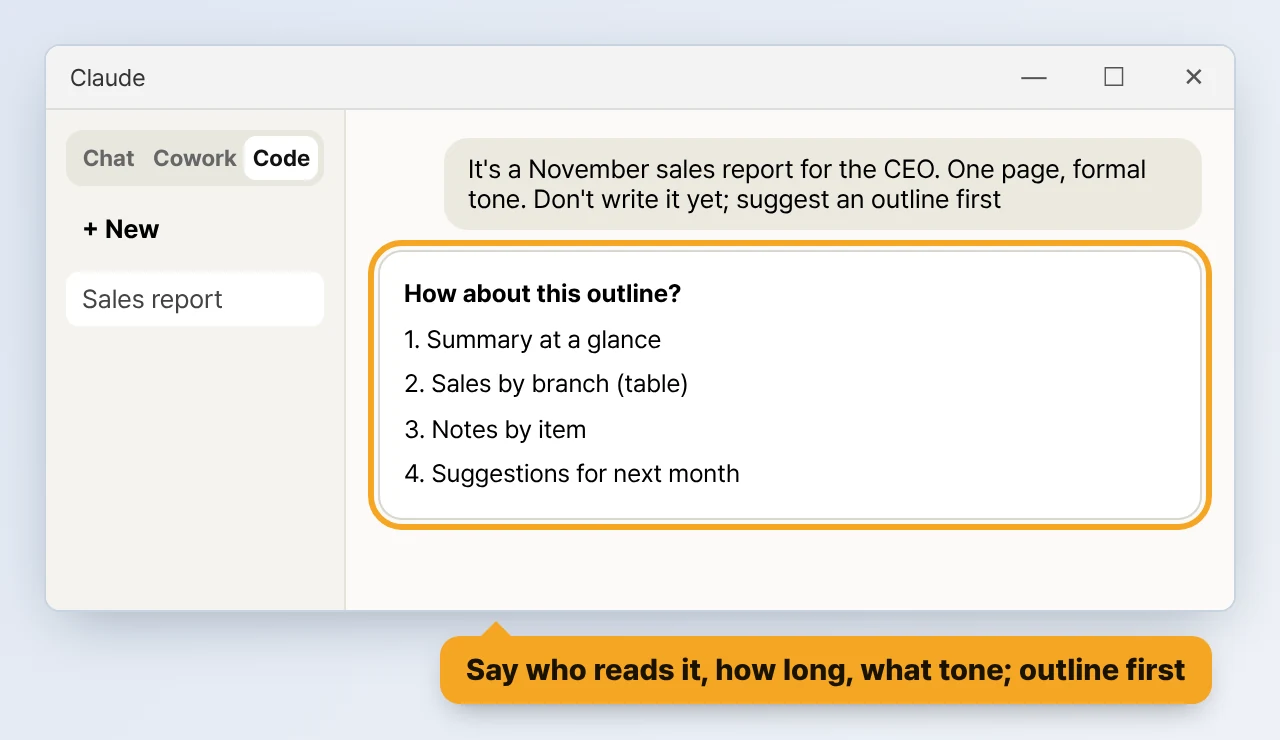 Claude
Chat Cowork Code
+ New
Sales report
It's a November sales report for the CEO. One page, formal
tone. Don't write it yet; suggest an outline first
How about this outline?
1. Summary at a glance
2. Sales by branch (table)
3. Notes by item
4. Suggestions for next month
Say who reads it, how long, what tone; outline first